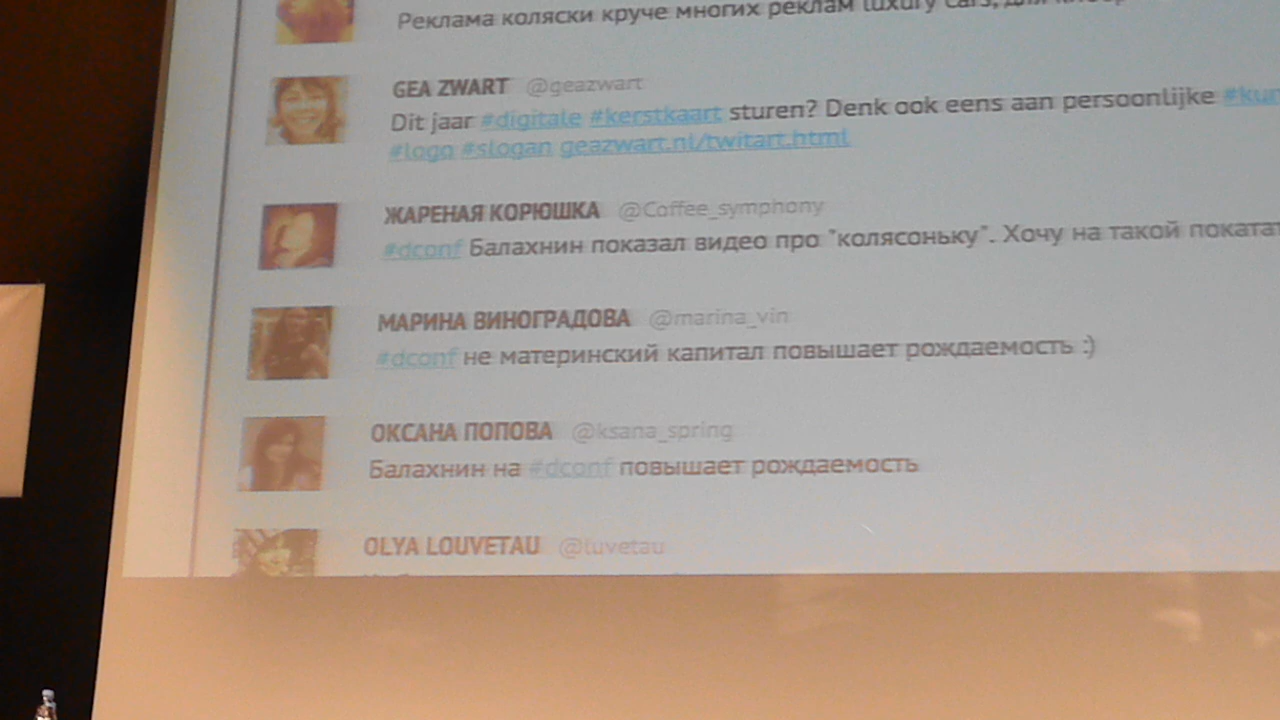 Реклама коляски круче многих реклам luxury cars, для
GEA ZWART @geazwart
Dit jaar #digitale #kerstkaart sturen? Denk ook eens aan persoonlijke
#logo #slogan geazwart.nl/twitart.html
ЖАРЕНАЯ КОРЮШКА @Coffee_symphony
#dconf Балахнин показал видео про "колясоньку". Хочу на такой
МАРИНА ВИНОГРАДОВА @marina_vin
#dconf не материнский капитал повышает рождаемость :)
ОКСАНА ПОПОВА @ksana_spring
Балахнин на #dconf повышает рождаемость
OLYA LOUVETAU @luvetau